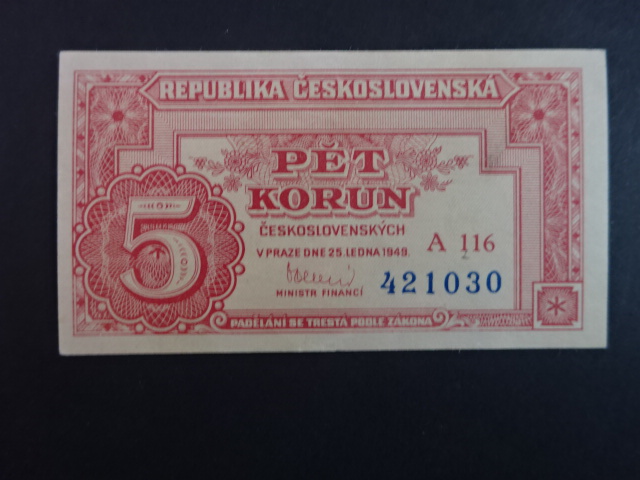 REPUBLIKA ČESKOSLOVENSKÁ
PĚT
KORUN
ČESKOSLOVENSKÝCH
V PRAZE DNE 25. LEDNA 1949.
A 116
MINISTR FINANCÍ
421030
5
PADĚLÁNÍ SE TRESTÁ PODLE ZÁKONA